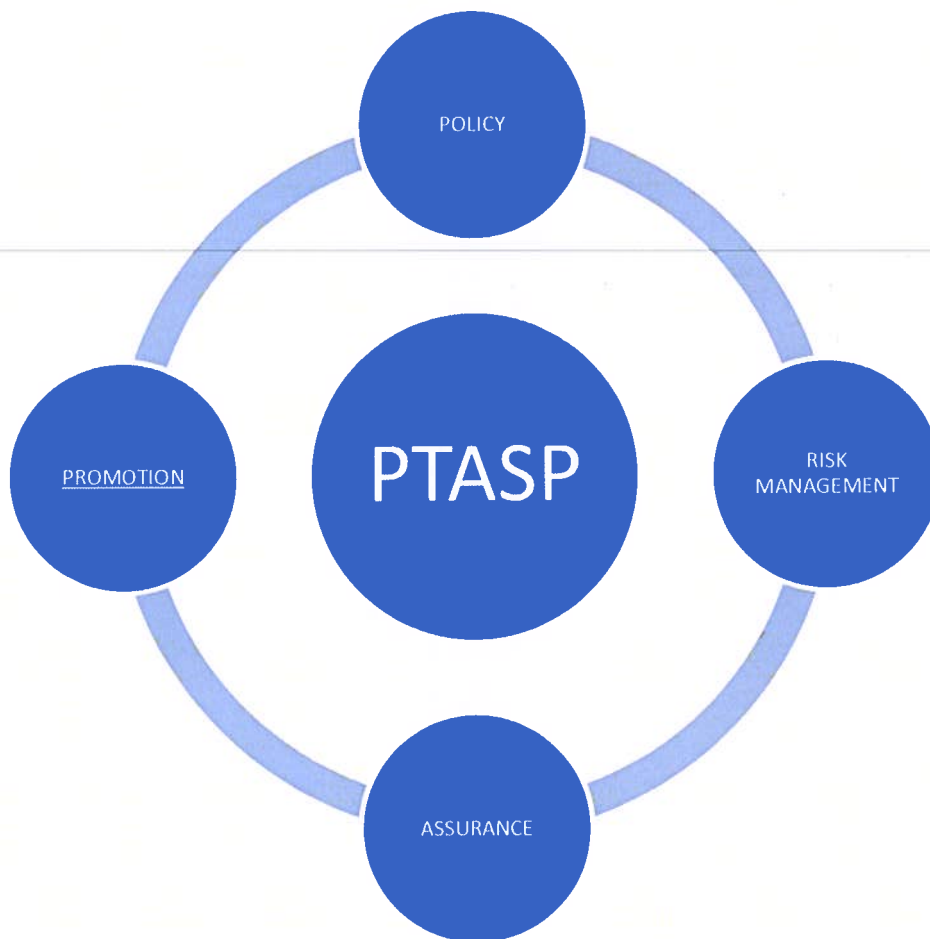 POLICY
PROMOTION
PTASP
RISK
MANAGEMENT
ASSURANCE